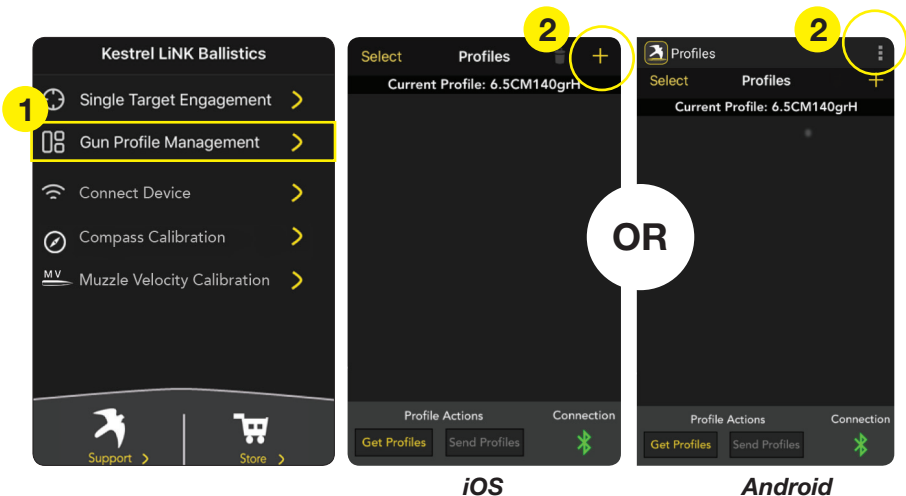 Kestrel LiNK Ballistics
1
Single Target Engagement
Gun Profile Management
Connect Device
Compass Calibration
MV
Muzzle Velocity Calibration
Support
Store
2
Select Profiles +
Current Profile: 6.5CM140grH
Profile Actions Connection
Get Profiles Send Profiles
iOS
OR
2
Profiles
Select Profiles +
Current Profile: 6.5CM140grH
Profile Actions Connection
Get Profiles Send Profiles
Android